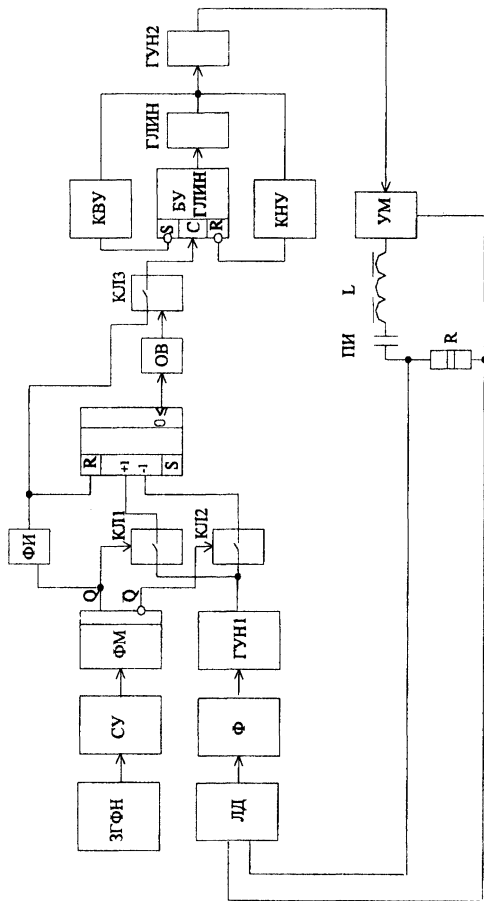 ЗГФН
СУ
ФМ
Q
Q̅
ФИ
КЛ1
КЛ2
R
+1
-1
S
0
ОВ
КЛ3
КВУ
S
C
R
БУ
ГЛИН
КНУ
ГЛИН
ГУН2
ЛД
Ф
ГУН1
ПИ
L
УМ
R